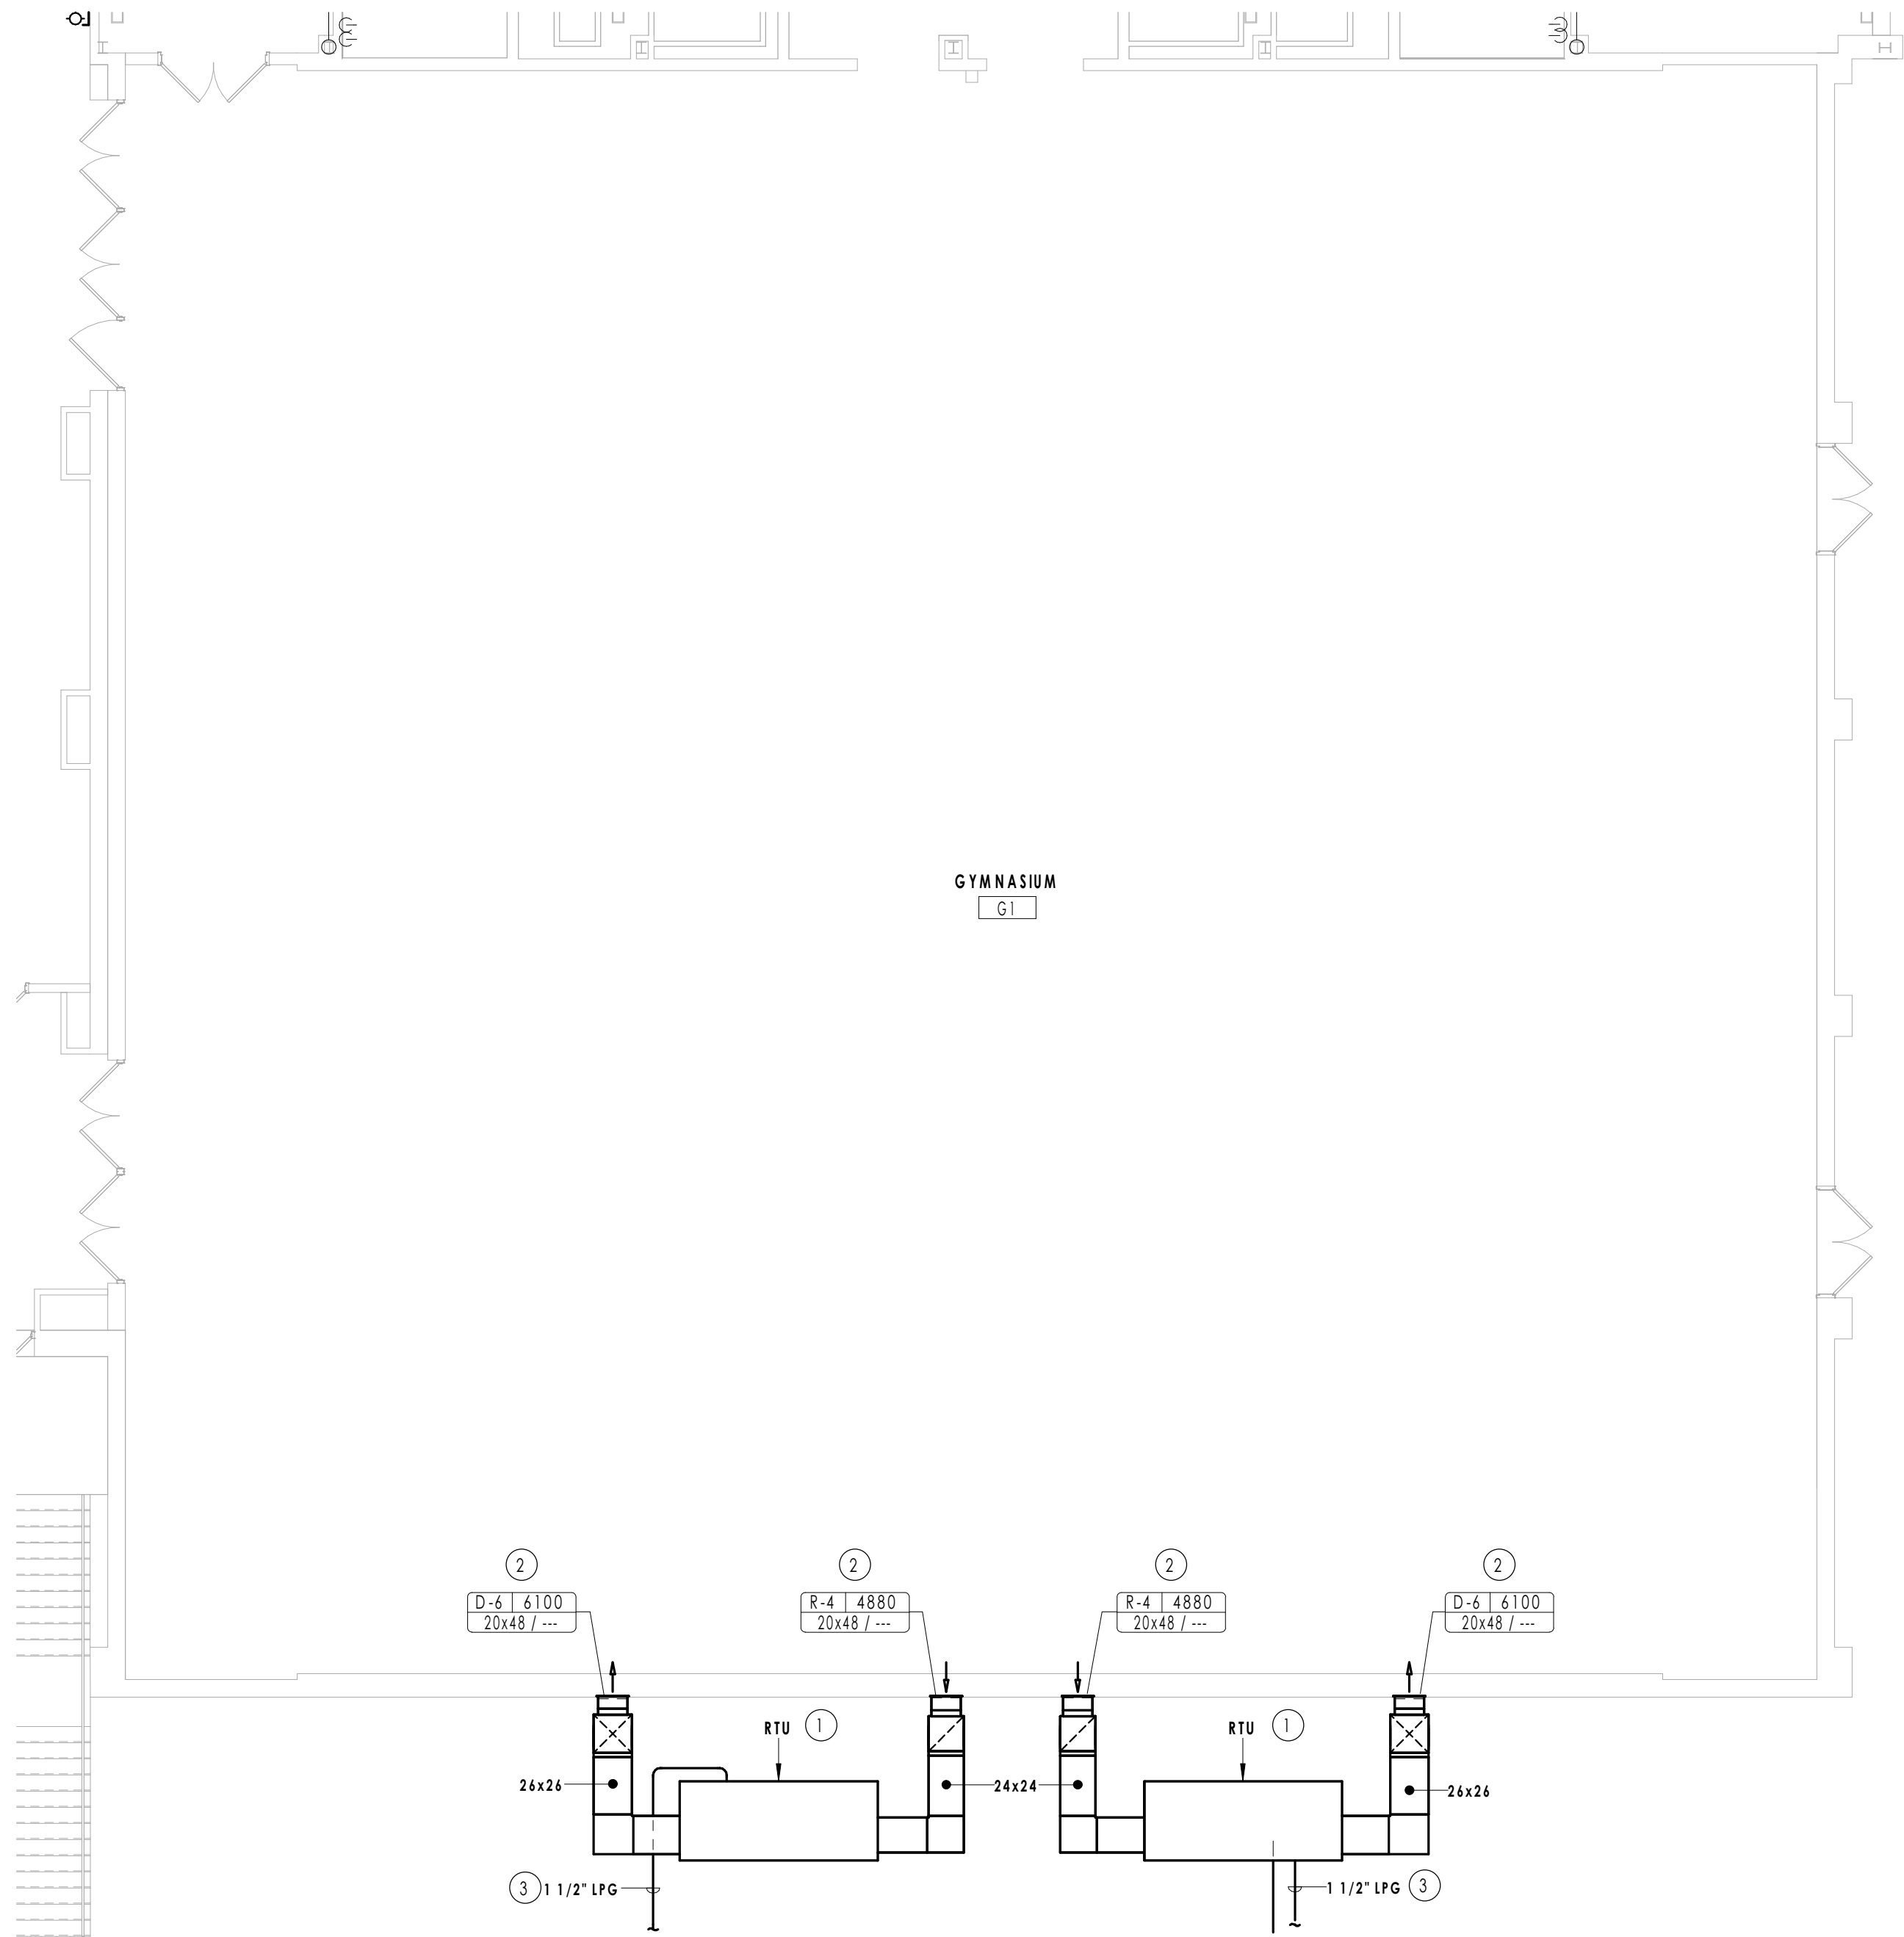 GYMNASIUM
G1
2
2
2
2
D-6 6100
20x48 / ---
R-4 4880
20x48 / ---
R-4 4880
20x48 / ---
D-6 6100
20x48 / ---
RTU 1
RTU 1
26x26
24x24
26x26
3 1 1/2" LPG
1 1/2" LPG 3